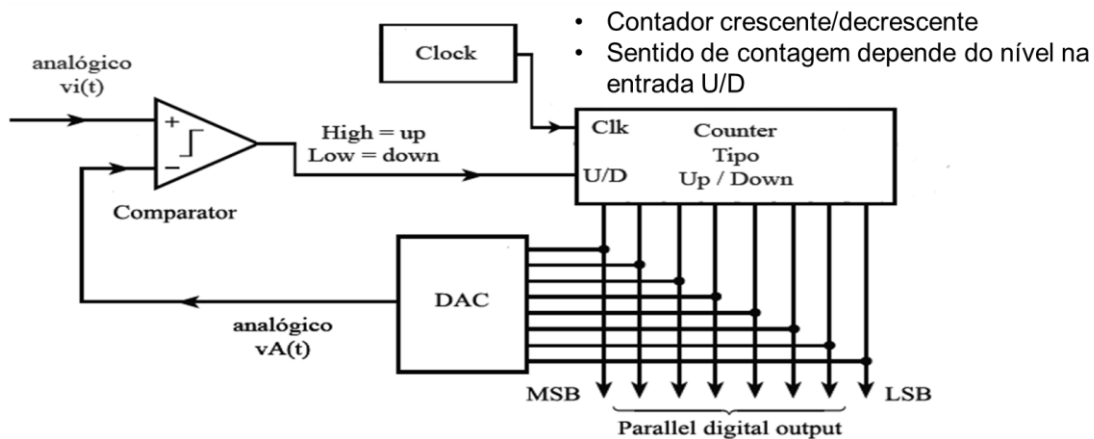 • Contador crescente/decrescente
• Sentido de contagem depende do nível na
entrada U/D
Clock
analógico
vi(t)
+
−
Comparator
High = up
Low = down
Clk
U/D
Counter
Tipo
Up / Down
DAC
analógico
vA(t)
MSB
LSB
Parallel digital output